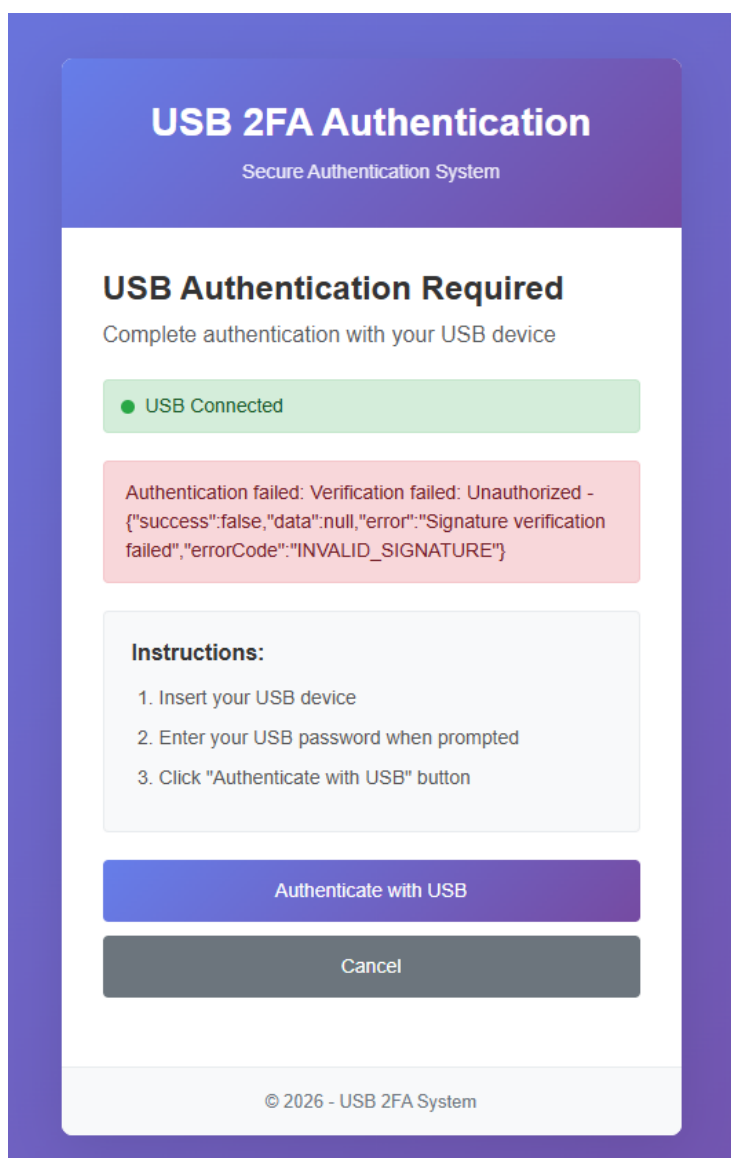 USB 2FA Authentication
Secure Authentication System
USB Authentication Required
Complete authentication with your USB device
USB Connected
Authentication failed: Verification failed: Unauthorized -
{"success":false,"data":null,"error":"Signature verification
failed","errorCode":"INVALID_SIGNATURE"}
Instructions:
1. Insert your USB device
2. Enter your USB password when prompted
3. Click "Authenticate with USB" button
Authenticate with USB
Cancel
© 2026 - USB 2FA System